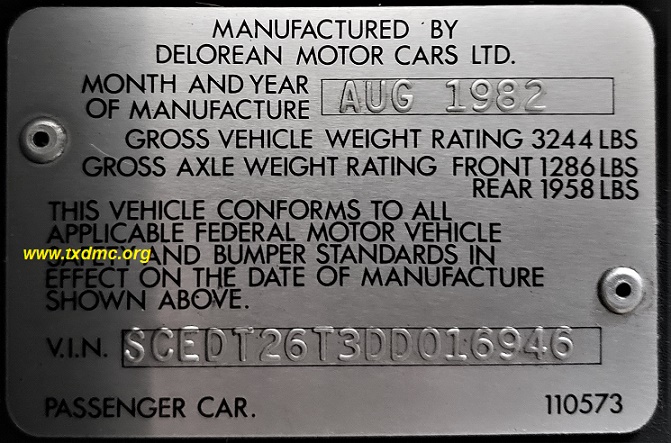 MANUFACTURED BY
DELOREAN MOTOR CARS LTD.
MONTH AND YEAR
OF MANUFACTURE AUG 1982
GROSS VEHICLE WEIGHT RATING 3244 LBS
GROSS AXLE WEIGHT RATING FRONT 1286 LBS
REAR 1958 LBS
THIS VEHICLE CONFORMS TO ALL
APPLICABLE FEDERAL MOTOR VEHICLE
www.txdmc.org
SAFETY AND BUMPER STANDARDS IN
EFFECT ON THE DATE OF MANUFACTURE
SHOWN ABOVE.
V.I.N. SCEDT26T3DD016946
PASSENGER CAR. 110573